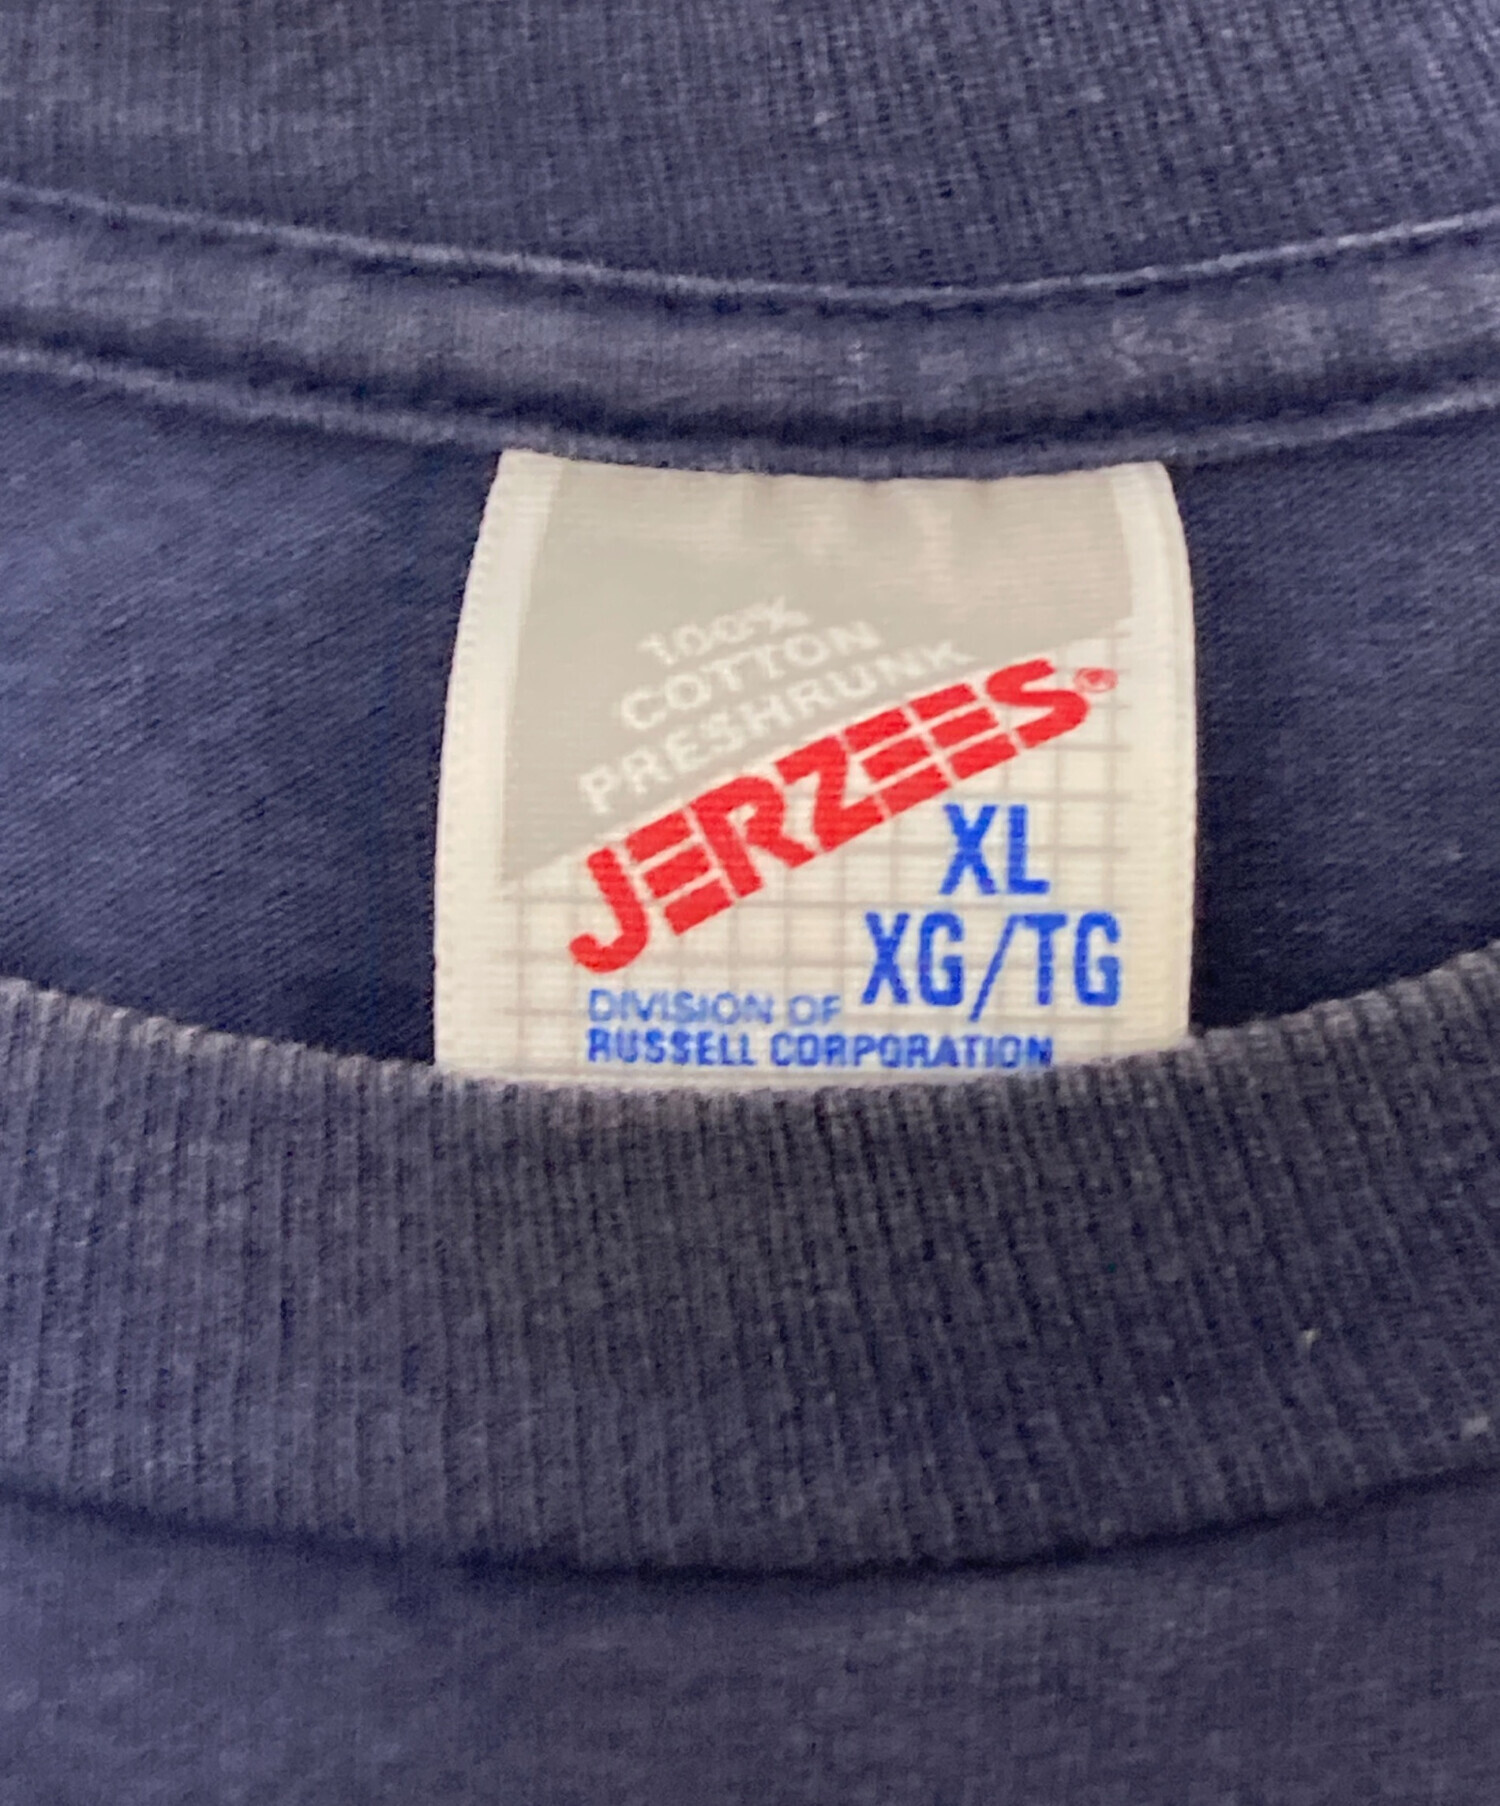 100%
COTTON
PRESHRUNK
JERZEES®
XL
XG/TG
DIVISION OF
RUSSELL CORPORATION